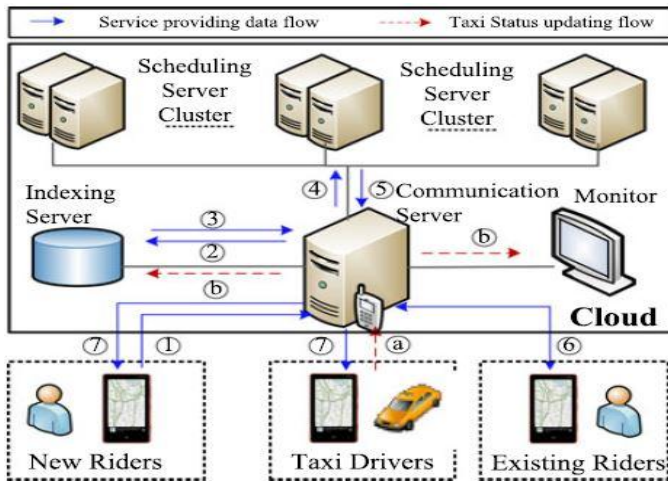 Service providing data flow
Taxi Status updating flow
Scheduling
Server
Cluster
Scheduling
Server
Cluster
④
⑤
Indexing
Server
Communication
Server
Monitor
③
②
ⓑ
ⓑ
Cloud
⑦
①
⑦
ⓐ
⑥
New Riders
Taxi Drivers
Existing Riders